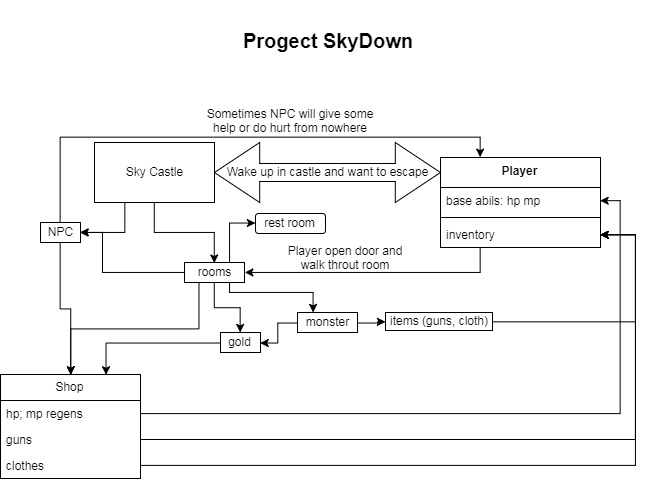 Progect SkyDown
Sometimes NPC will give some
help or do hurt from nowhere
Sky Castle
Wake up in castle and want to escape
Player
base abils: hp mp
inventory
NPC
rest room
Player open door and
walk throut room
rooms
monster
items (guns, cloth)
gold
Shop
hp; mp regens
guns
clothes